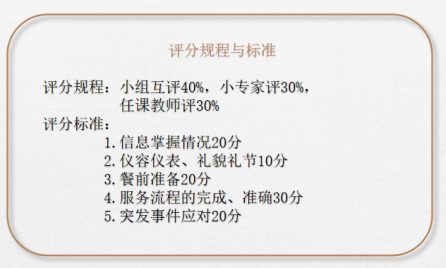 评分规程与标准
评分规程：小组互评40%，小专家评30%，
任课教师评30%
评分标准：
1.信息掌握情况20分
2.仪容仪表、礼貌礼节10分
3.餐前准备20分
4.服务流程的完成、准确30分
5.突发事件应对20分